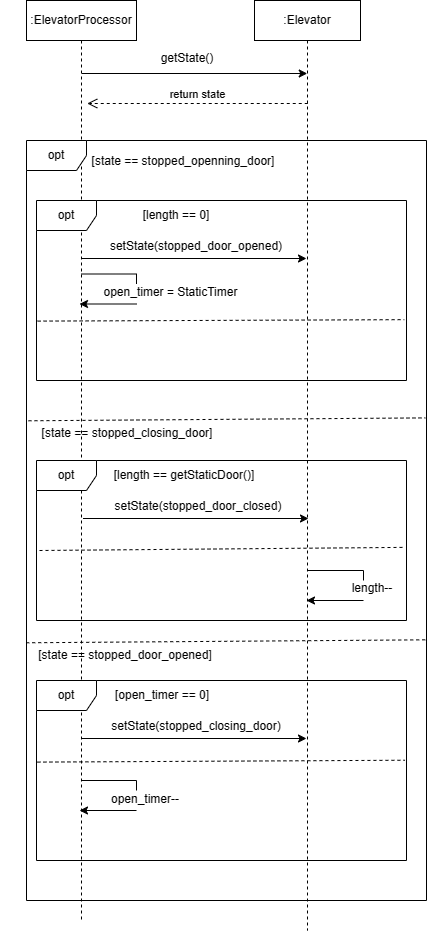 :ElevatorProcessor
:Elevator
getState()
return state
opt
[state == stopped_openning_door]
opt
[length == 0]
setState(stopped_door_opened)
open_timer = StaticTimer
[state == stopped_closing_door]
opt
[length == getStaticDoor()]
setState(stopped_door_closed)
length--
[state == stopped_door_opened]
opt
[open_timer == 0]
setState(stopped_closing_door)
open_timer--